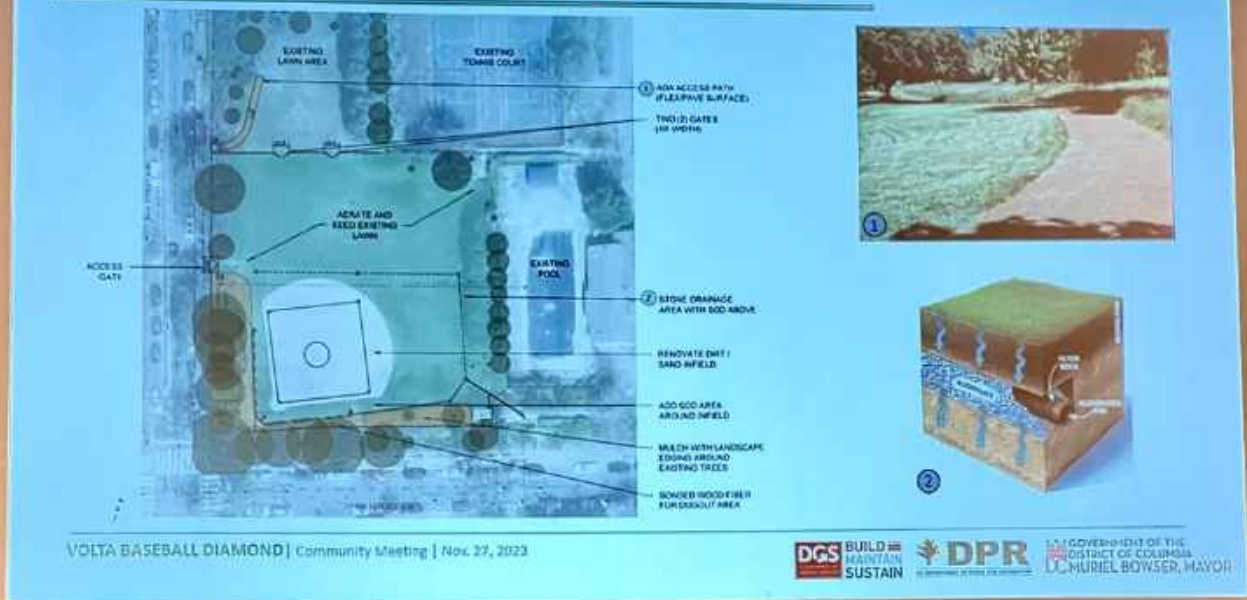 EXISTING
LAWN AREA
EXISTING
TENNIS COURT
1 ADA ACCESS PATH
(FLEXIPAVE SURFACE)
TWO (2) GATES
AERATE AND
SEED EXISTING
LAWN
ACCESS
GATE
EXISTING
POOL
2 STONE DRAINAGE
AREA WITH SOD ABOVE
RENOVATE DIRT /
SAND INFIELD
ADD SOD AREA
AROUND INFIELD
MULCH WITH LANDSCAPE
EDGING AROUND
EXISTING TREES
BONDED WOOD FIBER
FOR DUGOUT AREA
1
2
VOLTA BASEBALL DIAMOND | Community Meeting | Nov. 27, 2023
DGS
BUILD
MAINTAIN
SUSTAIN
DPR
GOVERNMENT OF THE
DISTRICT OF COLUMBIA
DC MURIEL BOWSER, MAYOR